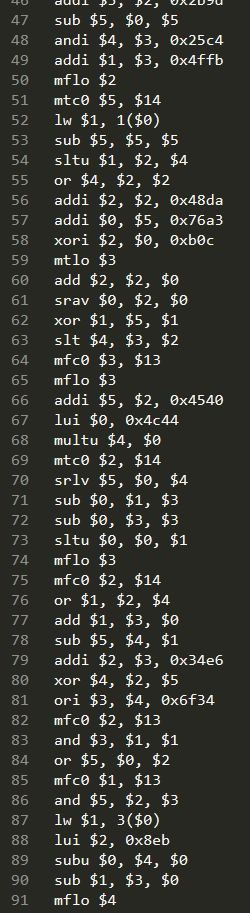 46 addi $3, $2, 0x2b9d
47 sub $5, $0, $5
48 andi $4, $3, 0x25c4
49 addi $1, $3, 0x4ffb
50 mflo $2
51 mtc0 $5, $14
52 lw $1, 1($0)
53 sub $5, $5, $5
54 sltu $1, $2, $4
55 or $4, $2, $2
56 addi $2, $2, 0x48da
57 addi $0, $5, 0x76a3
58 xori $2, $0, 0xb0c
59 mtlo $3
60 add $2, $2, $0
61 srav $0, $2, $0
62 xor $1, $5, $1
63 slt $4, $3, $2
64 mfc0 $3, $13
65 mflo $3
66 addi $5, $2, 0x4540
67 lui $0, 0x4c44
68 multu $4, $0
69 mtc0 $2, $14
70 srlv $5, $0, $4
71 sub $0, $1, $3
72 sub $0, $3, $3
73 sltu $0, $0, $1
74 mflo $3
75 mfc0 $2, $14
76 or $1, $2, $4
77 add $1, $3, $0
78 sub $5, $4, $1
79 addi $2, $3, 0x34e6
80 xor $4, $2, $5
81 ori $3, $4, 0x6f34
82 mfc0 $2, $13
83 and $3, $1, $1
84 or $5, $0, $2
85 mfc0 $1, $13
86 and $5, $2, $3
87 lw $1, 3($0)
88 lui $2, 0x8eb
89 subu $0, $4, $0
90 sub $1, $3, $0
91 mflo $4